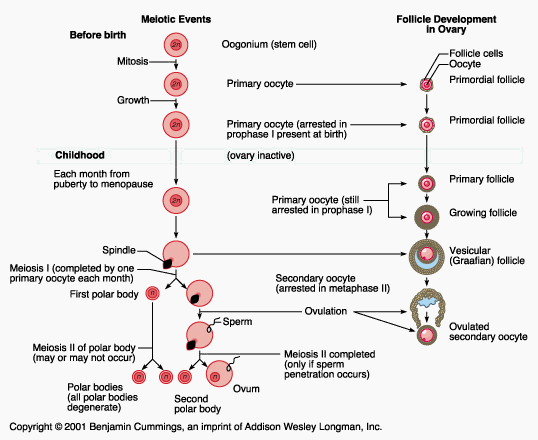 Meiotic Events
Follicle Development
in Ovary
Before birth
2n
Oogonium (stem cell)
Follicle cells
Oocyte
Mitosis
2n
Primary oocyte
Primordial follicle
Growth
2n
Primary oocyte (arrested in
prophase I present at birth)
Primordial follicle
Childhood
(ovary inactive)
Each month from
puberty to menopause
2n
Primary oocyte (still
arrested in prophase I)
Primary follicle
Growing follicle
Spindle
Vesicular
(Graafian) follicle
Meiosis I (completed by one
primary oocyte each month)
First polar body
n
Secondary oocyte
(arrested in metaphase II)
Ovulation
Sperm
Ovulated
secondary oocyte
Meiosis II of polar body
(may or may not occur)
Meiosis II completed
(only if sperm
penetration occurs)
n
n
n
n
Polar bodies
(all polar bodies
degenerate)
Second
polar body
Ovum
Copyright © 2001 Benjamin Cummings, an imprint of Addison Wesley Longman, Inc.